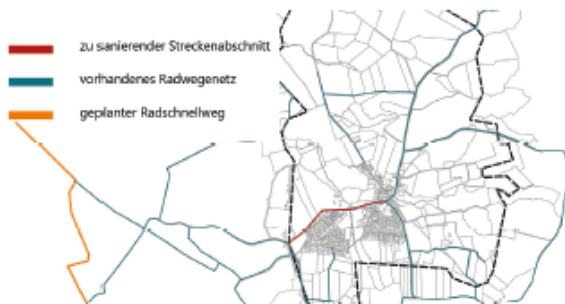 zu sanierender Streckenabschnitt
vorhandenes Radwegenetz
geplanter Radschnellweg